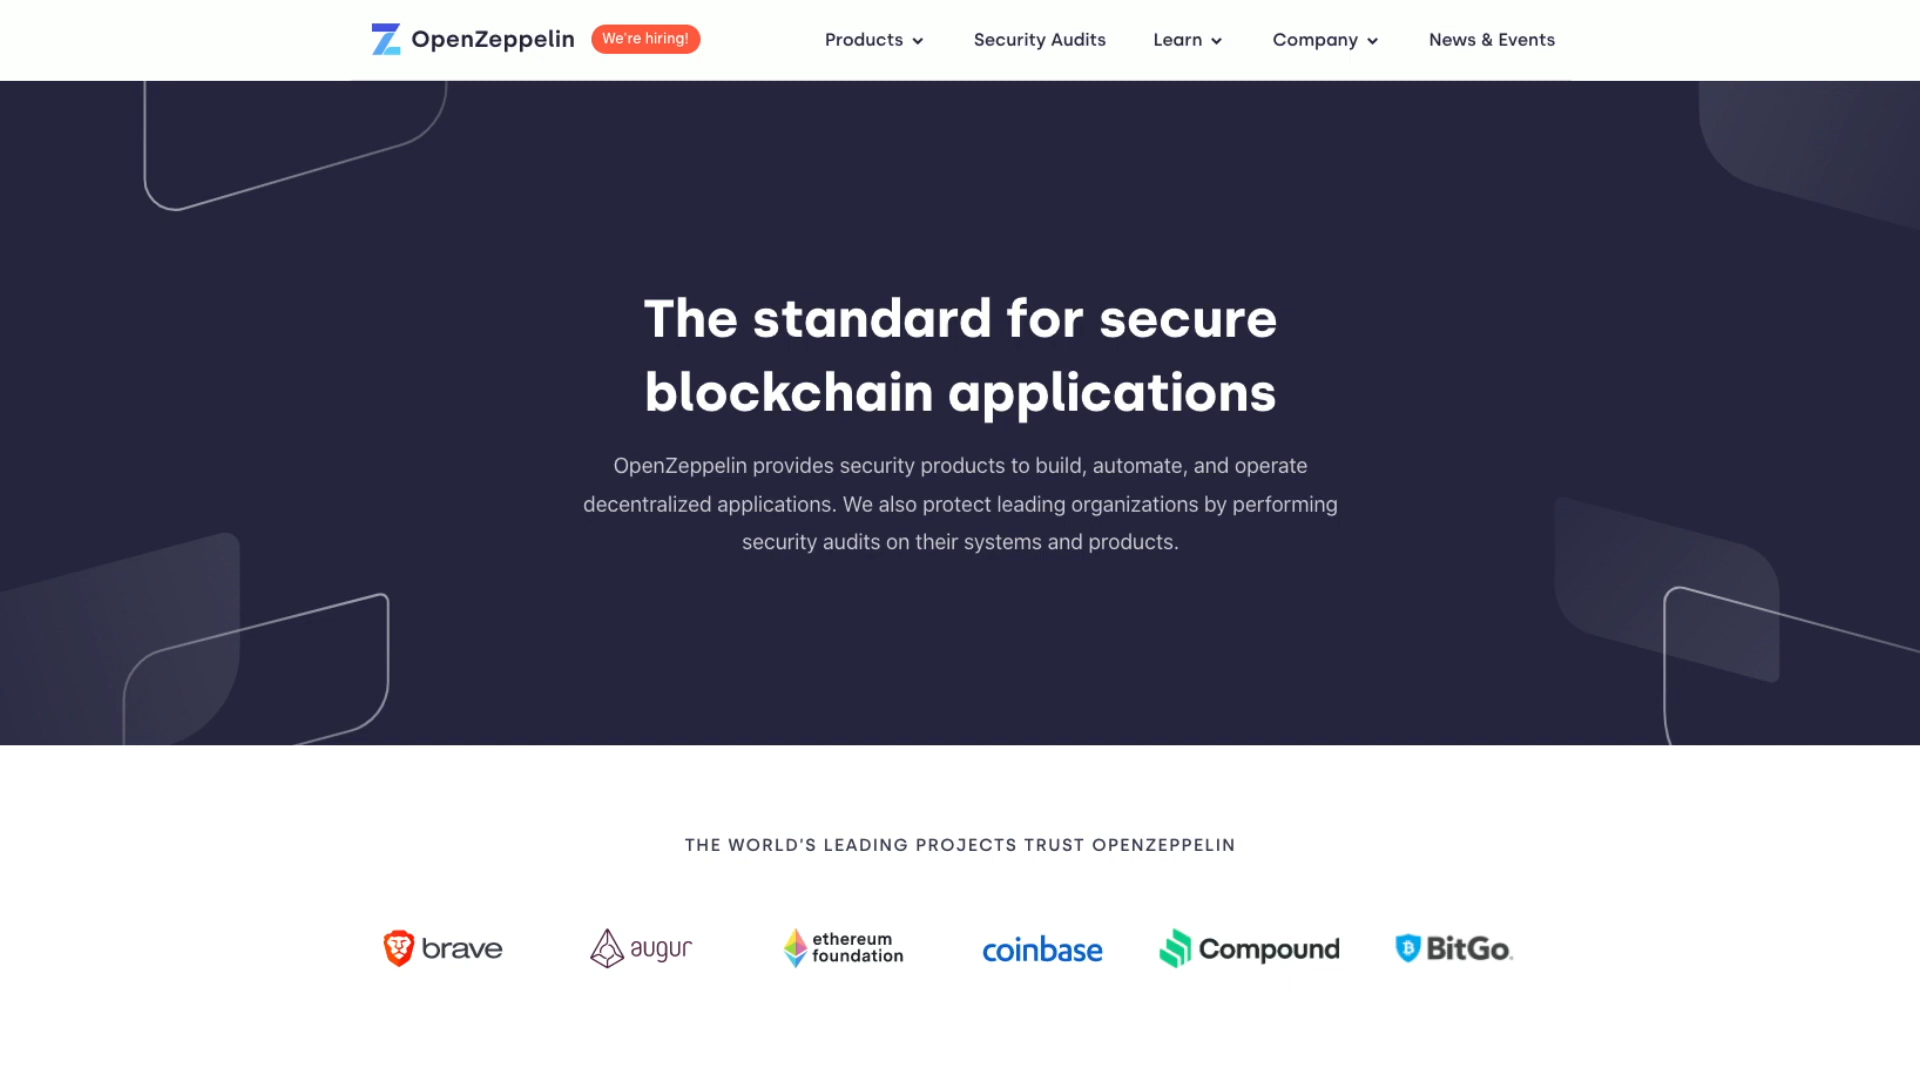 OpenZeppelin We're hiring! Products Security Audits Learn Company News & Events
The standard for secure
blockchain applications
OpenZeppelin provides security products to build, automate, and operate
decentralized applications. We also protect leading organizations by performing
security audits on their systems and products.
THE WORLD'S LEADING PROJECTS TRUST OPENZEPPELIN
brave augur ethereum foundation coinbase Compound BitGo